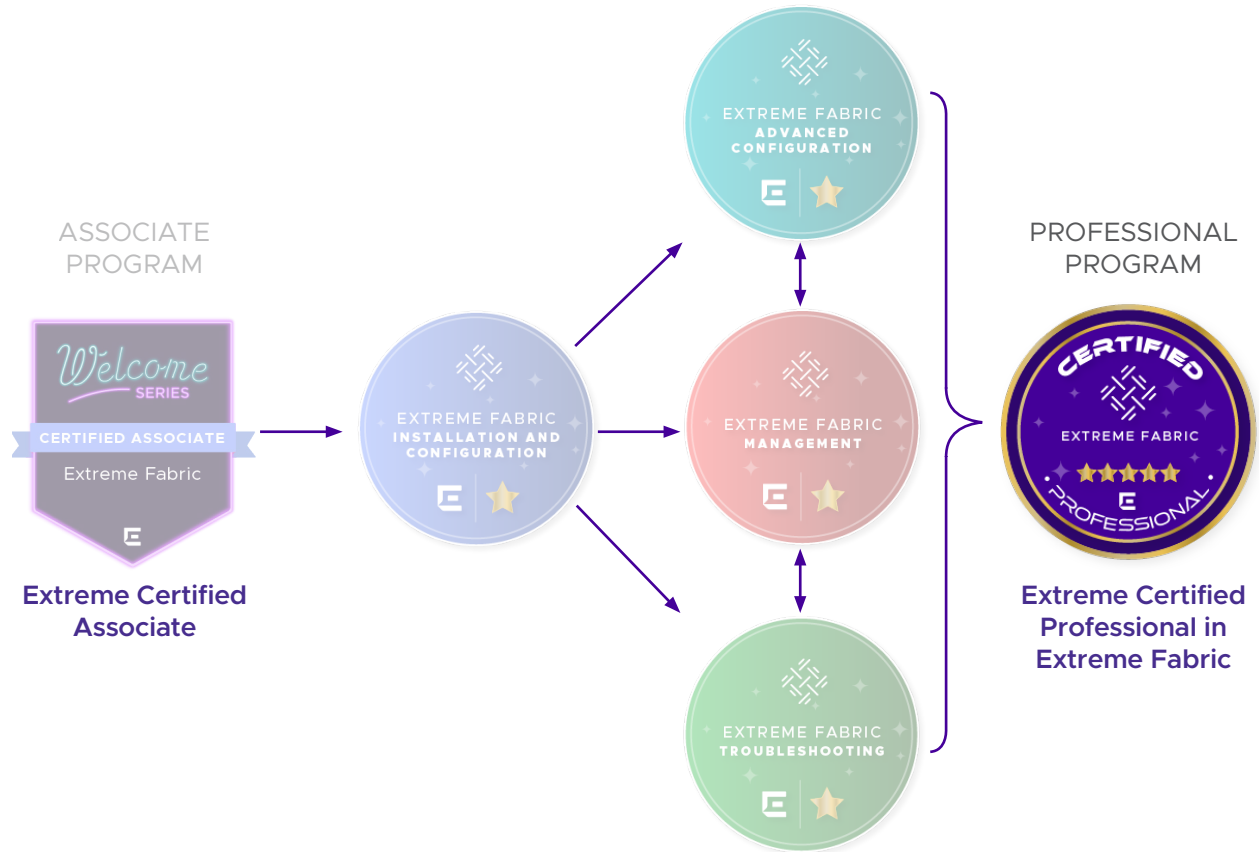 ASSOCIATE
PROGRAM
Welcome
SERIES
CERTIFIED ASSOCIATE
Extreme Fabric
Extreme Certified
Associate
EXTREME FABRIC
INSTALLATION AND
CONFIGURATION
EXTREME FABRIC
ADVANCED
CONFIGURATION
EXTREME FABRIC
MANAGEMENT
EXTREME FABRIC
TROUBLESHOOTING
PROFESSIONAL
PROGRAM
CERTIFIED
EXTREME FABRIC
• PROFESSIONAL •
Extreme Certified
Professional in
Extreme Fabric